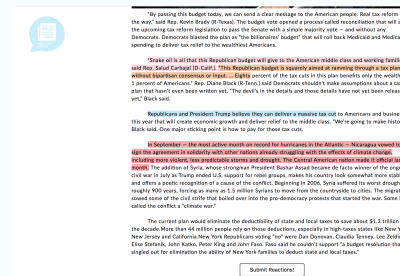 "By passing this budget today, we can send a clear message to the American people: Real tax reform
way," said Rep. Kevin Brady (R-Texas). The budget vote opened a process called reconciliation that will
the upcoming tax reform legislation to pass the Senate with a simple majority vote — and without any
Democrats. Democrats blasted the plan as "the billionaires' budget" that will roll back Medicaid and Medica
spending to deliver tax relief to the wealthiest Americans.
"Snake oil is all that this Republican budget will give to the American middle class and working famili
said Rep. Salud Carbajal (D-Calif.). "This Republican budget is squarely aimed at ramming through a tax plan
without bipartisan consensus or input. ... Eighty percent of the tax cuts in this plan benefits only the wealth
1 percent of Americans." Rep. Diane Black (R-Tenn.) said Democrats shouldn't make assumptions about a tax
plan that hasn't even been written yet. "The devil's in the details and those details have not yet been release
yet," Black said.
Republicans and President Trump believe they can deliver a massive tax cut to Americans and busine
this year that will create economic growth and deliver relief to the middle class. "We're going to make histo
Black said. One major sticking point is how to pay for those tax cuts.
In September — the most active month on record for hurricanes in the Atlantic — Nicaragua vowed t
sign the agreement in solidarity with other nations already struggling with the effects of climate change,
including more violent, less predictable storms and drought. The Central American nation made it official las
month. The addition of Syria, whose strongman President Bashar Assad became de facto winner of the ongo
civil war in July as Trump ended U.S. support for rebel groups, makes his country look somewhat more stabl
and offers a poetic recognition of a cause of the conflict. Beginning in 2006, Syria suffered its worst drough
roughly 900 years, forcing as many as 1.5 million Syrians to move from the countryside to cities. The migrat
sowed some of the civil strife that boiled over into the pro-democracy protests that started the war. Some h
called the conflict a "climate war."
The current plan would eliminate the deductibility of state and local taxes to save about $1.3 trillion
the decade.More than 44 million people rely on those deductions, especially in high-taxes states like New Y
New Jersey and California.New York Republicans voting "no" were Dan Donovan, Claudia Tenney, Lee Zeldi
Elise Stefanik, John Katko, Peter King and John Faso. Faso said he couldn't support "a budget resolution tha
singled out for elimination the ability of New York families to deduct state and local taxes."
Submit Reactions!